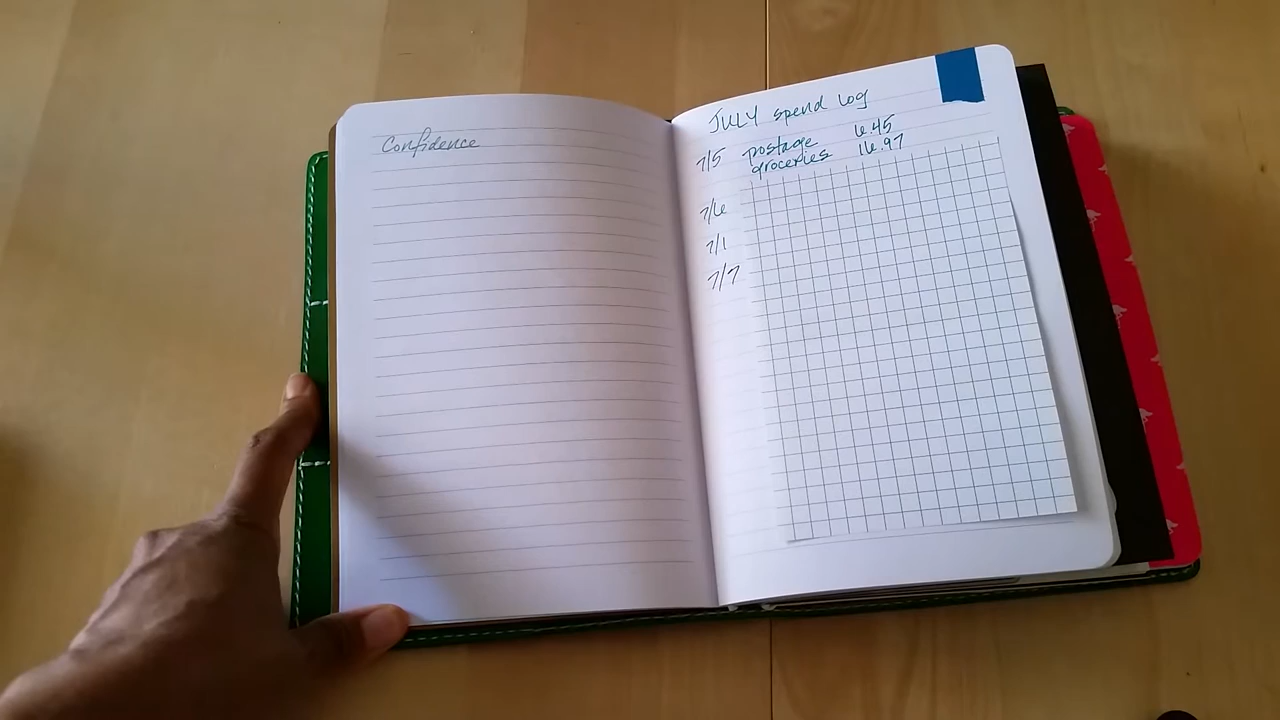 Confidence
JULY spend log
7/5 postage 6.45
groceries 16.97
7/6
7/1
7/7